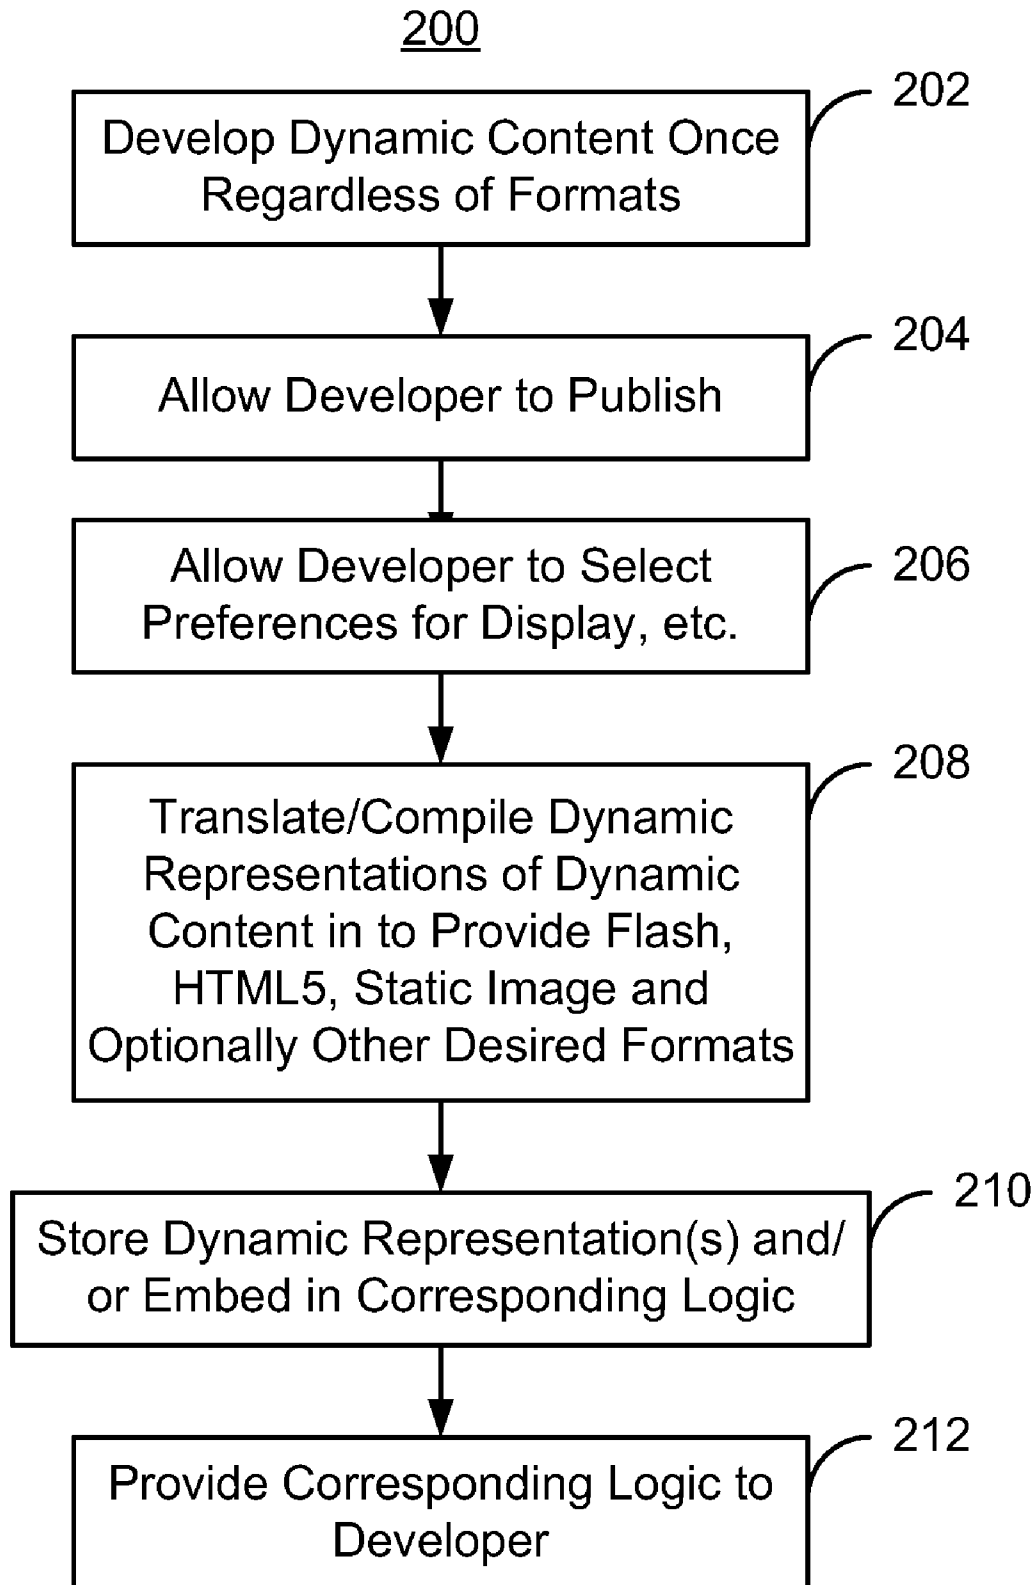 200
202
Develop Dynamic Content Once
Regardless of Formats
204
Allow Developer to Publish
206
Allow Developer to Select
Preferences for Display, etc.
208
Translate/Compile Dynamic
Representations of Dynamic
Content in to Provide Flash,
HTML5, Static Image and
Optionally Other Desired Formats
210
Store Dynamic Representation(s) and/
or Embed in Corresponding Logic
212
Provide Corresponding Logic to
Developer